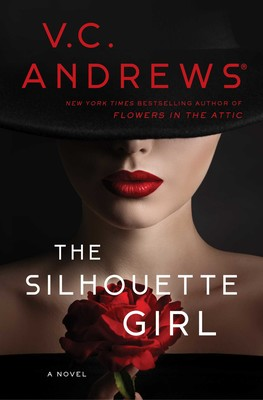 V.C.
ANDREWS®
NEW YORK TIMES BESTSELLING AUTHOR OF
FLOWERS IN THE ATTIC
THE
SILHOUETTE
GIRL
A NOVEL